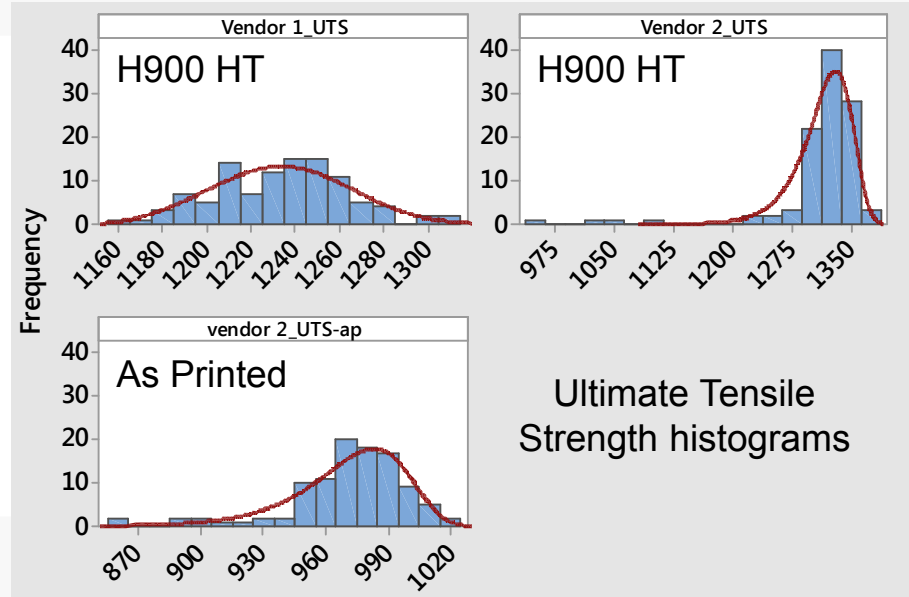 Vendor 1_UTS
H900 HT
40
30
20
10
0
1160 1180 1200 1220 1240 1260 1280 1300
Vendor 2_UTS
H900 HT
40
30
20
10
0
975 1050 1125 1200 1275 1350
Frequency
vendor 2_UTS-ap
As Printed
40
30
20
10
0
870 900 930 960 990 1020
Ultimate Tensile
Strength histograms